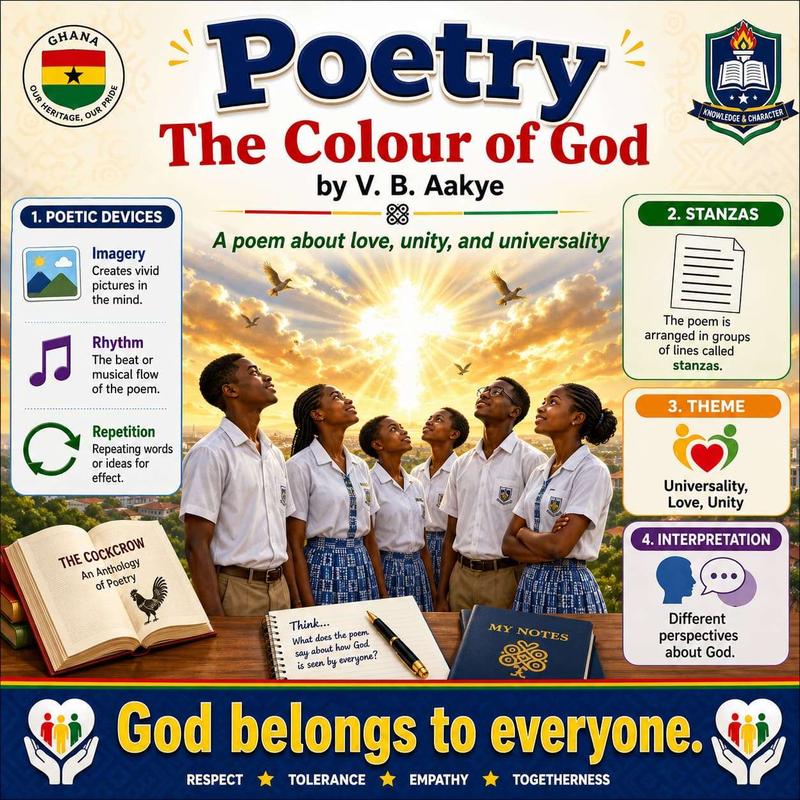 GHANA
OUR HERITAGE, OUR PRIDE
Poetry
The Colour of God
by V. B. Aakye
A poem about love, unity, and universality
KNOWLEDGE & CHARACTER
1. POETIC DEVICES
Imagery
Creates vivid
pictures in
the mind.
Rhythm
The beat or
musical flow
of the poem.
Repetition
Repeating words
or ideas for
effect.
2. STANZAS
The poem is
arranged in groups
of lines called
stanzas.
3. THEME
Universality,
Love, Unity
4. INTERPRETATION
Different
perspectives
about God.
THE COCKCROW
An Anthology
of Poetry
Think...
What does the poem
say about how God
is seen by everyone?
MY NOTES
God belongs to everyone.
RESPECT ★ TOLERANCE ★ EMPATHY ★ TOGETHERNESS